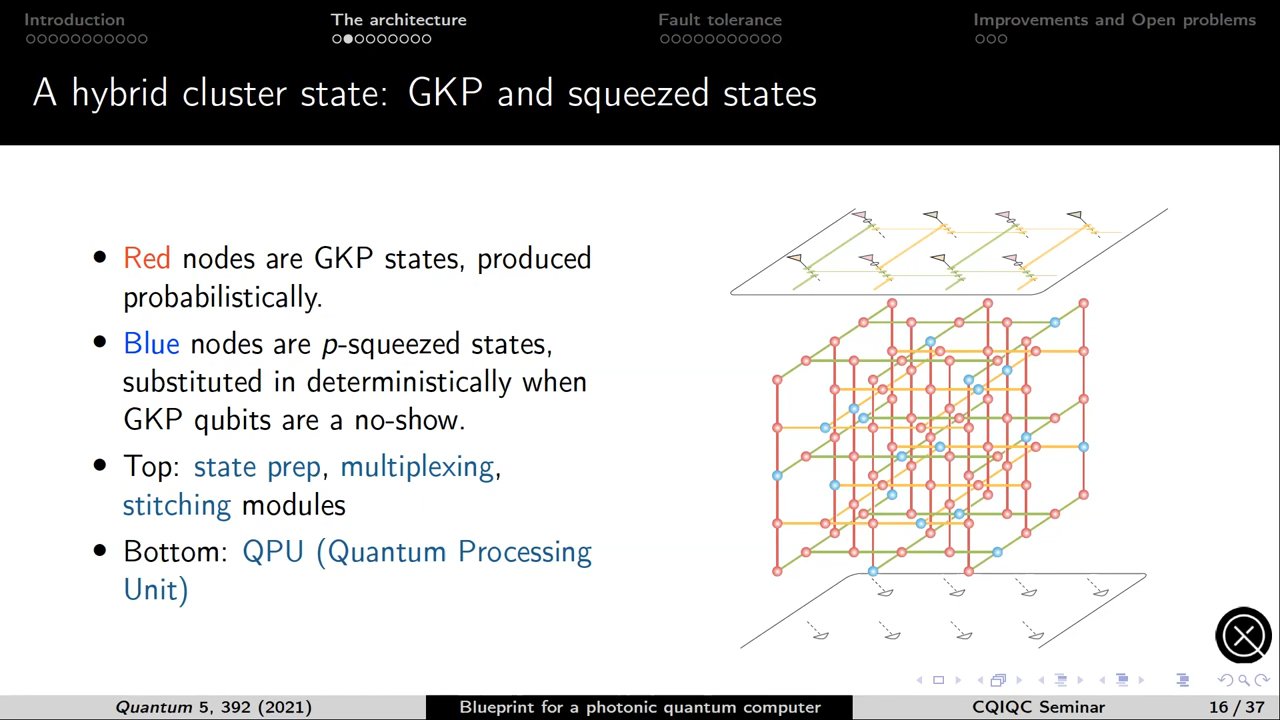 Introduction
The architecture
Fault tolerance
Improvements and Open problems
A hybrid cluster state: GKP and squeezed states
• Red nodes are GKP states, produced
probabilistically.
• Blue nodes are p-squeezed states,
substituted in deterministically when
GKP qubits are a no-show.
• Top: state prep, multiplexing,
stitching modules
• Bottom: QPU (Quantum Processing
Unit)
Quantum 5, 392 (2021)
Blueprint for a photonic quantum computer
CQIQC Seminar
16 / 37